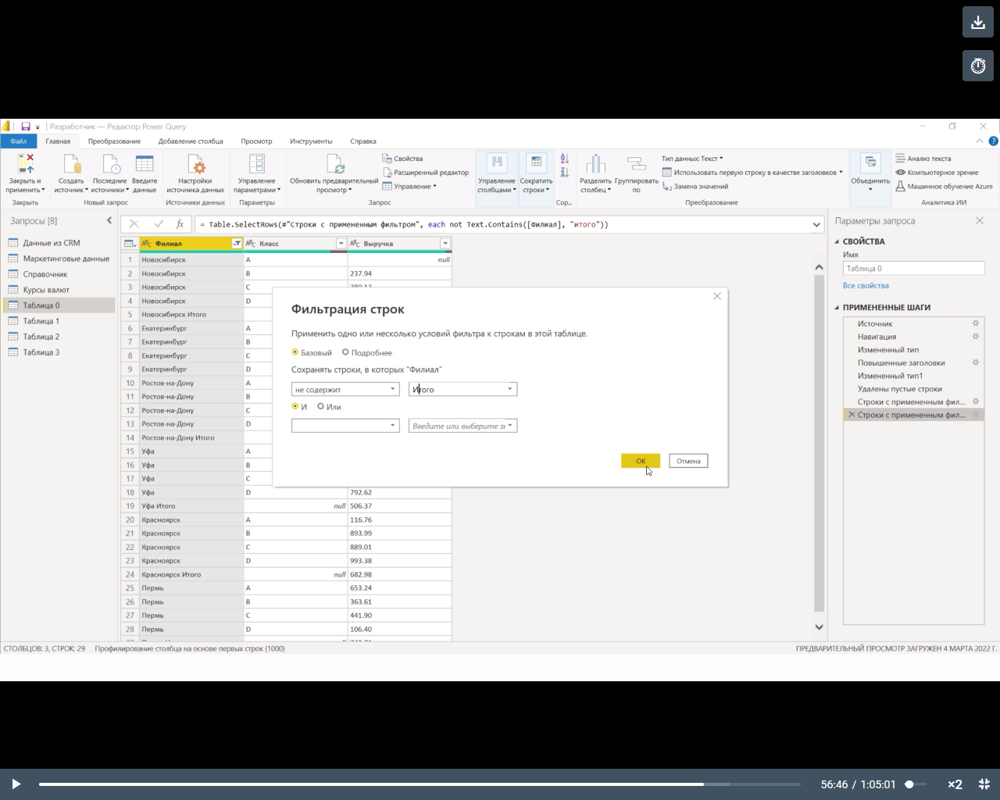 Разработчик — Редактор Power Query
Файл Главная Преобразование Добавление столбца Просмотр Инструменты Справка
Закрыть и применить
Создать источник
Последние источники
Введите данные
Настройки источника данных
Управление параметрами
Обновить предварительный просмотр
Свойства
Расширенный редактор
Управление
Управление столбцами
Сократить строки
Разделить столбец
Группировать по
Тип данных: Текст
Использовать первую строку в качестве заголовков
Замена значений
Объединить
Анализ текста
Компьютерное зрение
Машинное обучение Azure
Закрыть Новый запрос Источники данных Параметры Запрос Сор... Преобразование Аналитика ИИ
Запросы [8]
Данные из CRM
Маркетинговые данные
Справочник
Курсы валют
Таблица 0
Таблица 1
Таблица 2
Таблица 3
fx = Table.SelectRows(#"Строки с примененным фильтром", each not Text.Contains([Филиал], "итого"))
ABC Филиал ABC Класс ABC Выручка
1 Новосибирск A null
2 Новосибирск B 237.94
3 Новосибирск C
4 Новосибирск D
5 Новосибирск Итого
6 Екатеринбург A
7 Екатеринбург B
8 Екатеринбург C
9 Екатеринбург D
10 Ростов-на-Дону A
11 Ростов-на-Дону B
12 Ростов-на-Дону C
13 Ростов-на-Дону D
14 Ростов-на-Дону Итого
15 Уфа A
16 Уфа B
17 Уфа C
18 Уфа D 792.62
19 Уфа Итого null 506.37
20 Красноярск A 116.76
21 Красноярск B 893.99
22 Красноярск C 889.01
23 Красноярск D 993.38
24 Красноярск Итого null 682.98
25 Пермь A 653.24
26 Пермь B 363.61
27 Пермь C 441.90
28 Пермь D 106.40
Фильтрация строк
Применить одно или несколько условий фильтра к строкам в этой таблице.
Базовый Подробнее
Сохранять строки, в которых "Филиал"
не содержит Итого
И Или
Введите или выберите зн
ОК Отмена
Параметры запроса
СВОЙСТВА
Имя
Таблица 0
Все свойства
ПРИМЕНЕННЫЕ ШАГИ
Источник
Навигация
Измененный тип
Повышенные заголовки
Измененный тип1
Удалены пустые строки
Строки с примененным фил...
Строки с примененным фил...
СТОЛБЦОВ: 3, СТРОК: 29 Профилирование столбца на основе первых строк (1000)
ПРЕДВАРИТЕЛЬНЫЙ ПРОСМОТР ЗАГРУЖЕН 4 МАРТА 2022 Г.
56:46 / 1:05:01 ×2